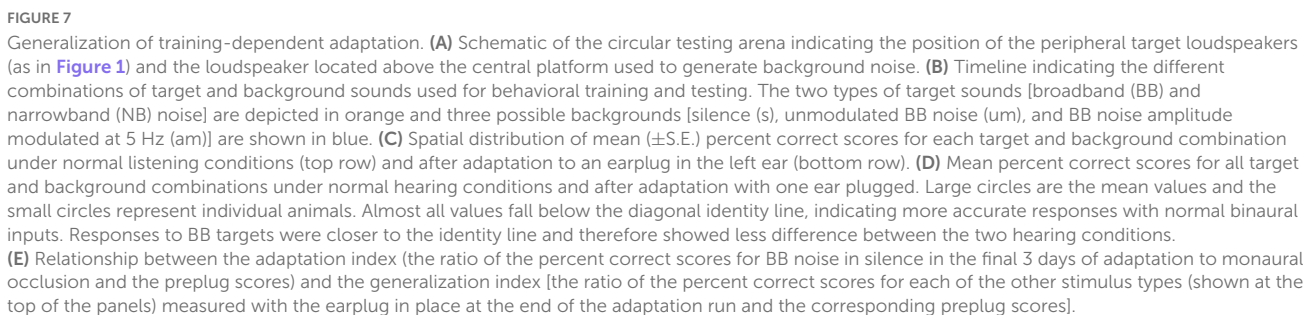 FIGURE 7
Generalization of training-dependent adaptation. (A) Schematic of the circular testing arena indicating the position of the peripheral target loudspeakers
(as in Figure 1) and the loudspeaker located above the central platform used to generate background noise. (B) Timeline indicating the different
combinations of target and background sounds used for behavioral training and testing. The two types of target sounds [broadband (BB) and
narrowband (NB) noise] are depicted in orange and three possible backgrounds [silence (s), unmodulated BB noise (um), and BB noise amplitude
modulated at 5 Hz (am)] are shown in blue. (C) Spatial distribution of mean (±S.E.) percent correct scores for each target and background combination
under normal listening conditions (top row) and after adaptation to an earplug in the left ear (bottom row). (D) Mean percent correct scores for all target
and background combinations under normal hearing conditions and after adaptation with one ear plugged. Large circles are the mean values and the
small circles represent individual animals. Almost all values fall below the diagonal identity line, indicating more accurate responses with normal binaural
inputs. Responses to BB targets were closer to the identity line and therefore showed less difference between the two hearing conditions.
(E) Relationship between the adaptation index (the ratio of the percent correct scores for BB noise in silence in the final 3 days of adaptation to monaural
occlusion and the preplug scores) and the generalization index [the ratio of the percent correct scores for each of the other stimulus types (shown at the
top of the panels) measured with the earplug in place at the end of the adaptation run and the corresponding preplug scores].